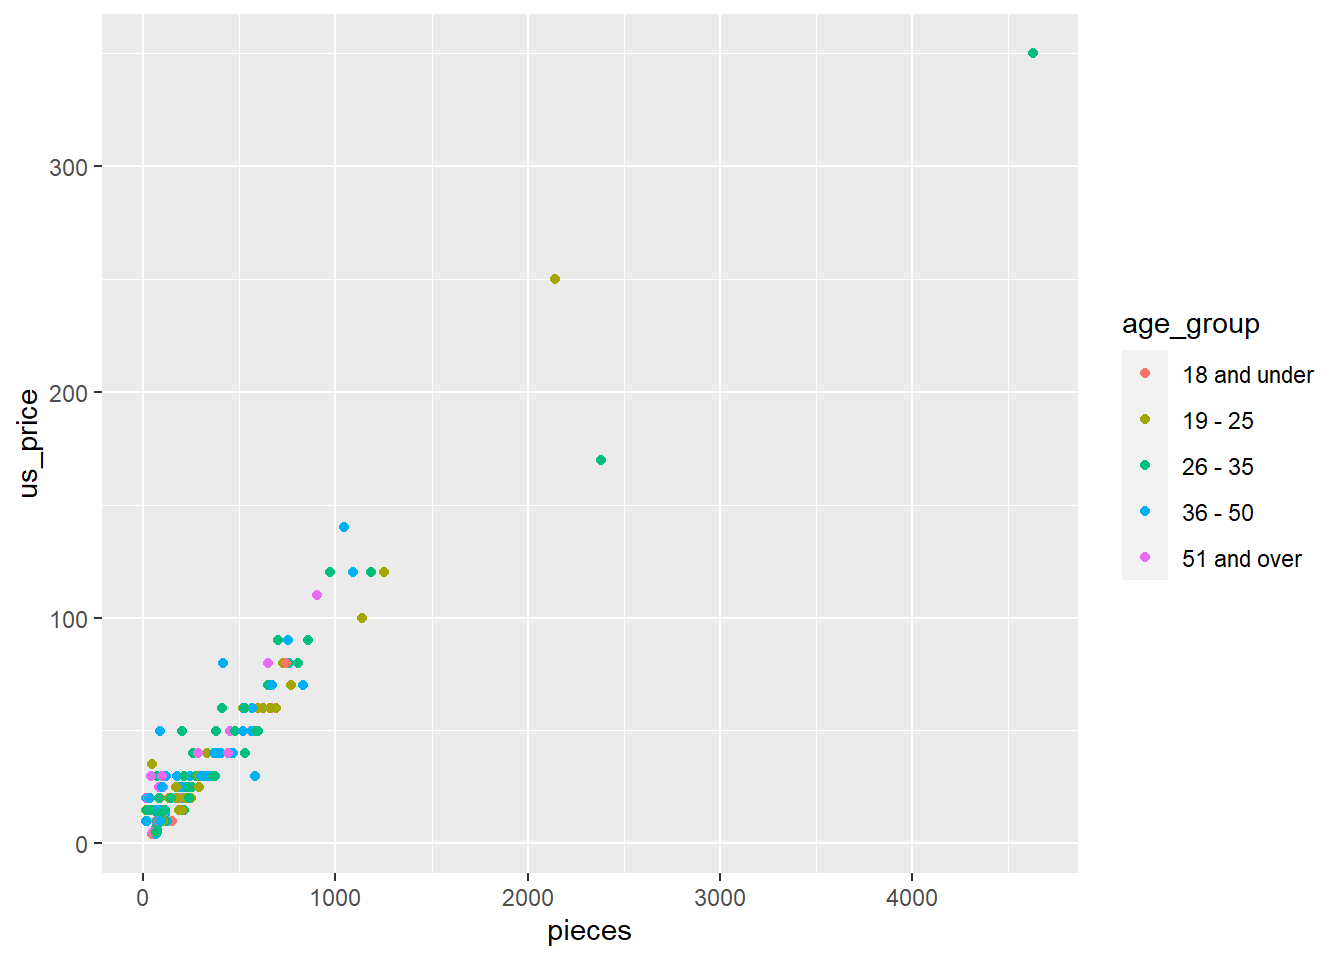 300
200
100
0
us_price
0
1000
2000
3000
4000
pieces
age_group
18 and under
19 - 25
26 - 35
36 - 50
51 and over